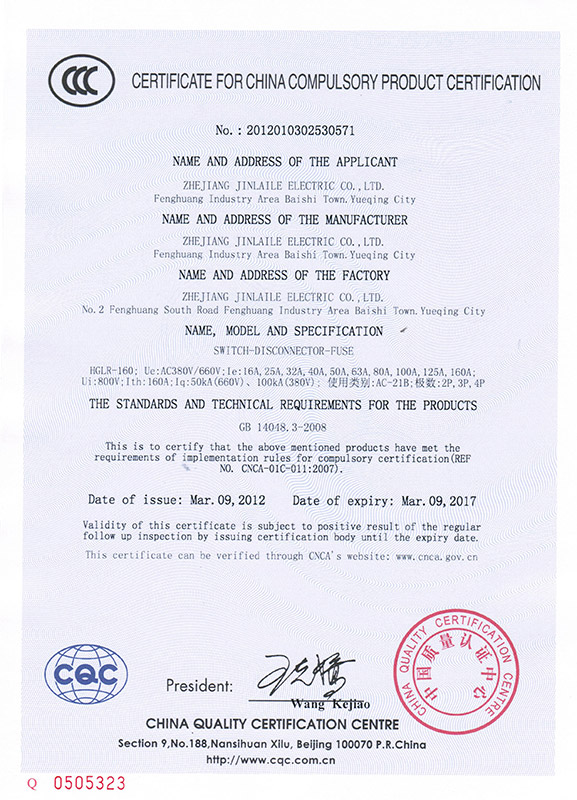 CCC
CERTIFICATE FOR CHINA COMPULSORY PRODUCT CERTIFICATION
No.: 2012010302530571
NAME AND ADDRESS OF THE APPLICANT
ZHEJIANG JINLAILE ELECTRIC CO., LTD.
Fenghuang Industry Area Baishi Town. Yueqing City
NAME AND ADDRESS OF THE MANUFACTURER
ZHEJIANG JINLAILE ELECTRIC CO., LTD.
Fenghuang Industry Area Baishi Town. Yueqing City
NAME AND ADDRESS OF THE FACTORY
ZHEJIANG JINLAILE ELECTRIC CO., LTD.
No. 2 Fenghuang South Road Fenghuang Industry Area Baishi Town. Yueqing City
NAME, MODEL AND SPECIFICATION
SWITCH-DISCONNECTOR-FUSE
HGLR-160; Ue:AC380V/660V;Ie:16A, 25A, 32A, 40A, 50A, 63A, 80A, 100A, 125A, 160A;
Ui:800V;Ith:160A;Iq:50kA(660V)、100kA(380V); 使用类别:AC-21B;极数:2P, 3P, 4P
THE STANDARDS AND TECHNICAL REQUIREMENTS FOR THE PRODUCTS
GB 14048.3-2008
This is to certify that the above mentioned products have met the
requirements of implementation rules for compulsory certification(REF
NO. CNCA-01C-011:2007).
Date of issue: Mar. 09, 2012 Date of expiry: Mar. 09, 2017
Validity of this certificate is subject to positive result of the regular
follow up inspection by issuing certification body until the expiry date.
This certificate can be verified through CNCA's website: www.cnca.gov.cn
CQC
President:
王克娇
Wang Kejiao
CHINA QUALITY CERTIFICATION CENTRE
中国质量认证中心
CHINA QUALITY CERTIFICATION CENTRE
Section 9, No.188, Nansihuan Xilu, Beijing 100070 P.R.China
http://www.cqc.com.cn
Q 0505323